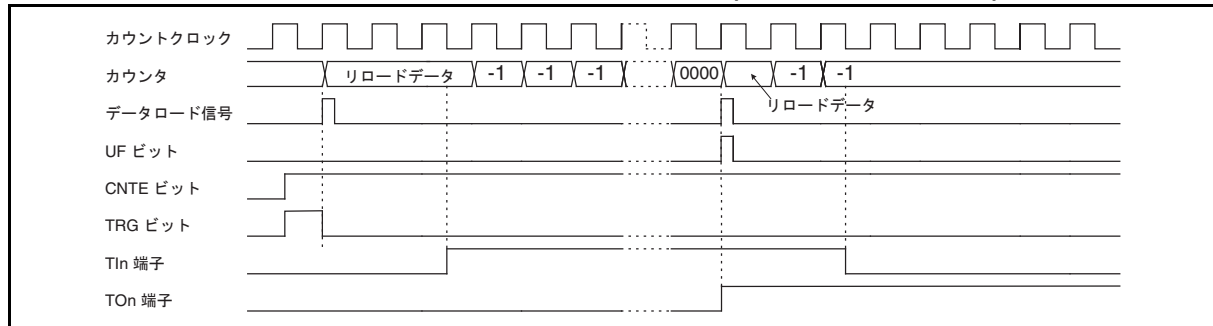 カウントクロック
カウンタ リロードデータ -1 -1 -1 0000 -1 -1
リロードデータ
データロード信号
UF ビット
CNTE ビット
TRG ビット
TIn 端子
TOn 端子